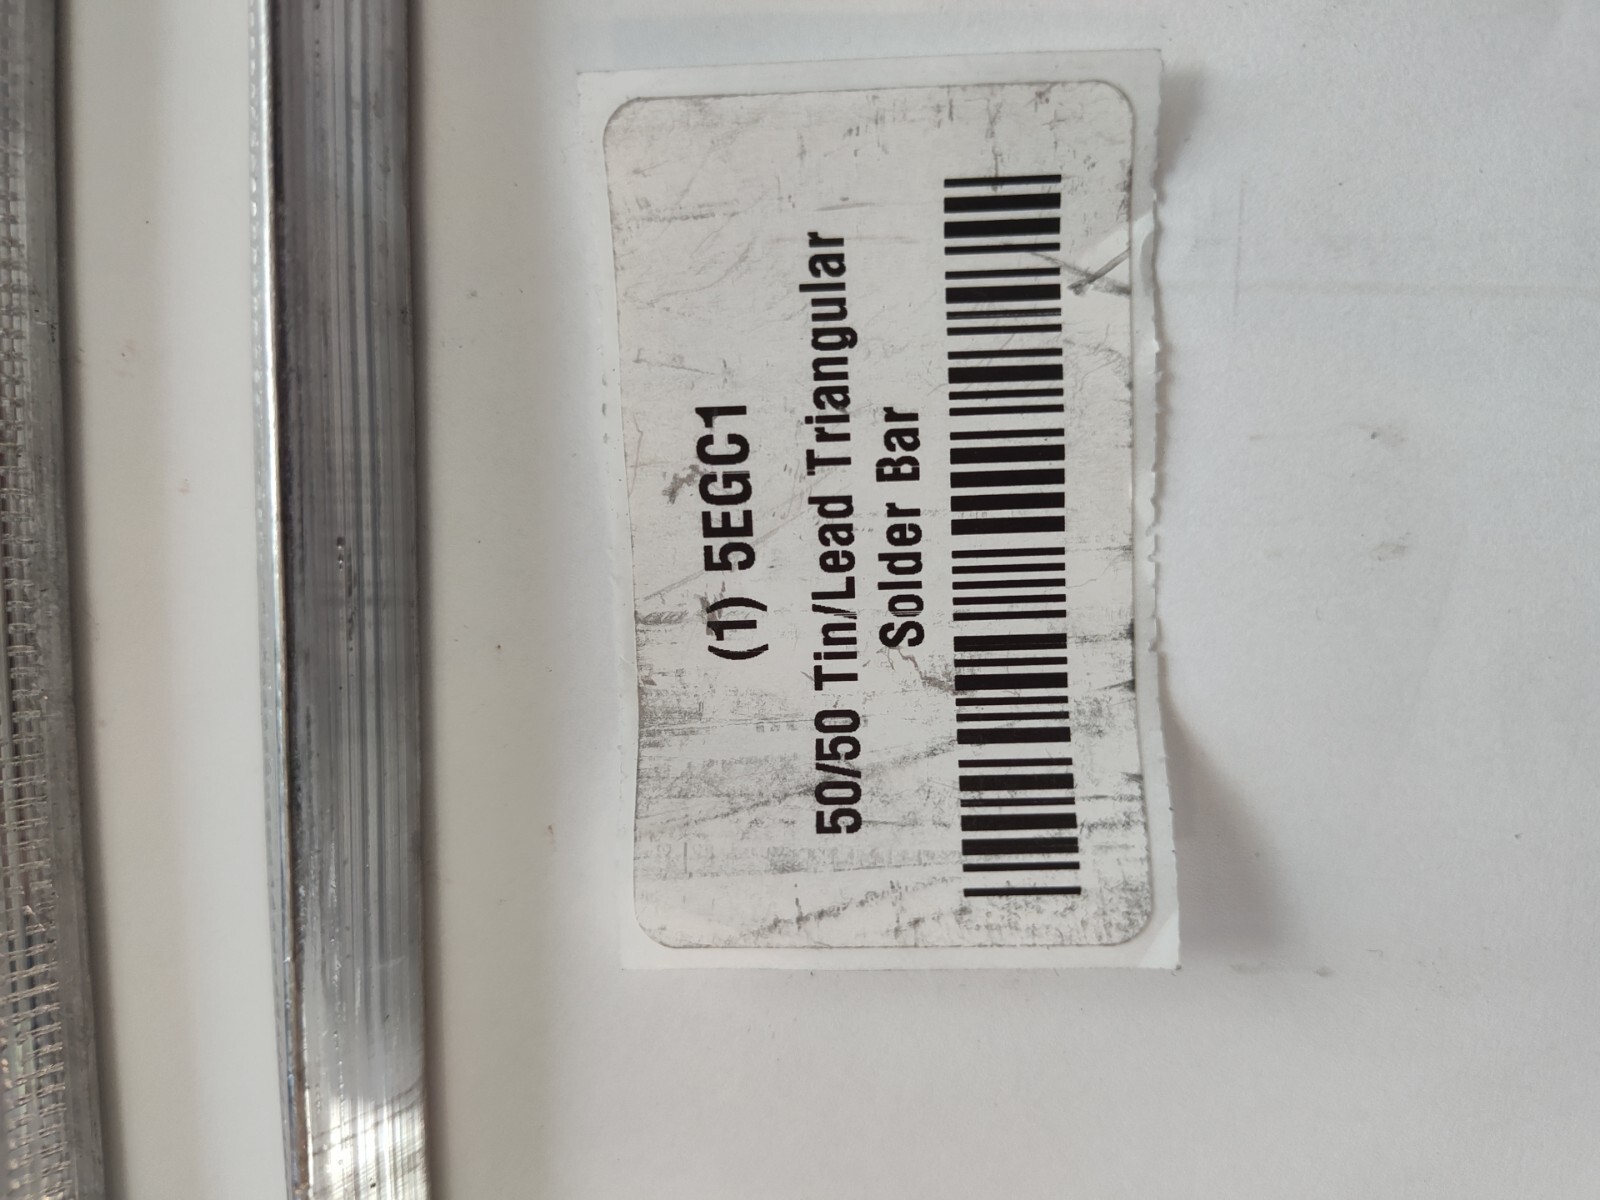 (1) 5EGC1
50/50 Tin/Lead Triangular
Solder Bar